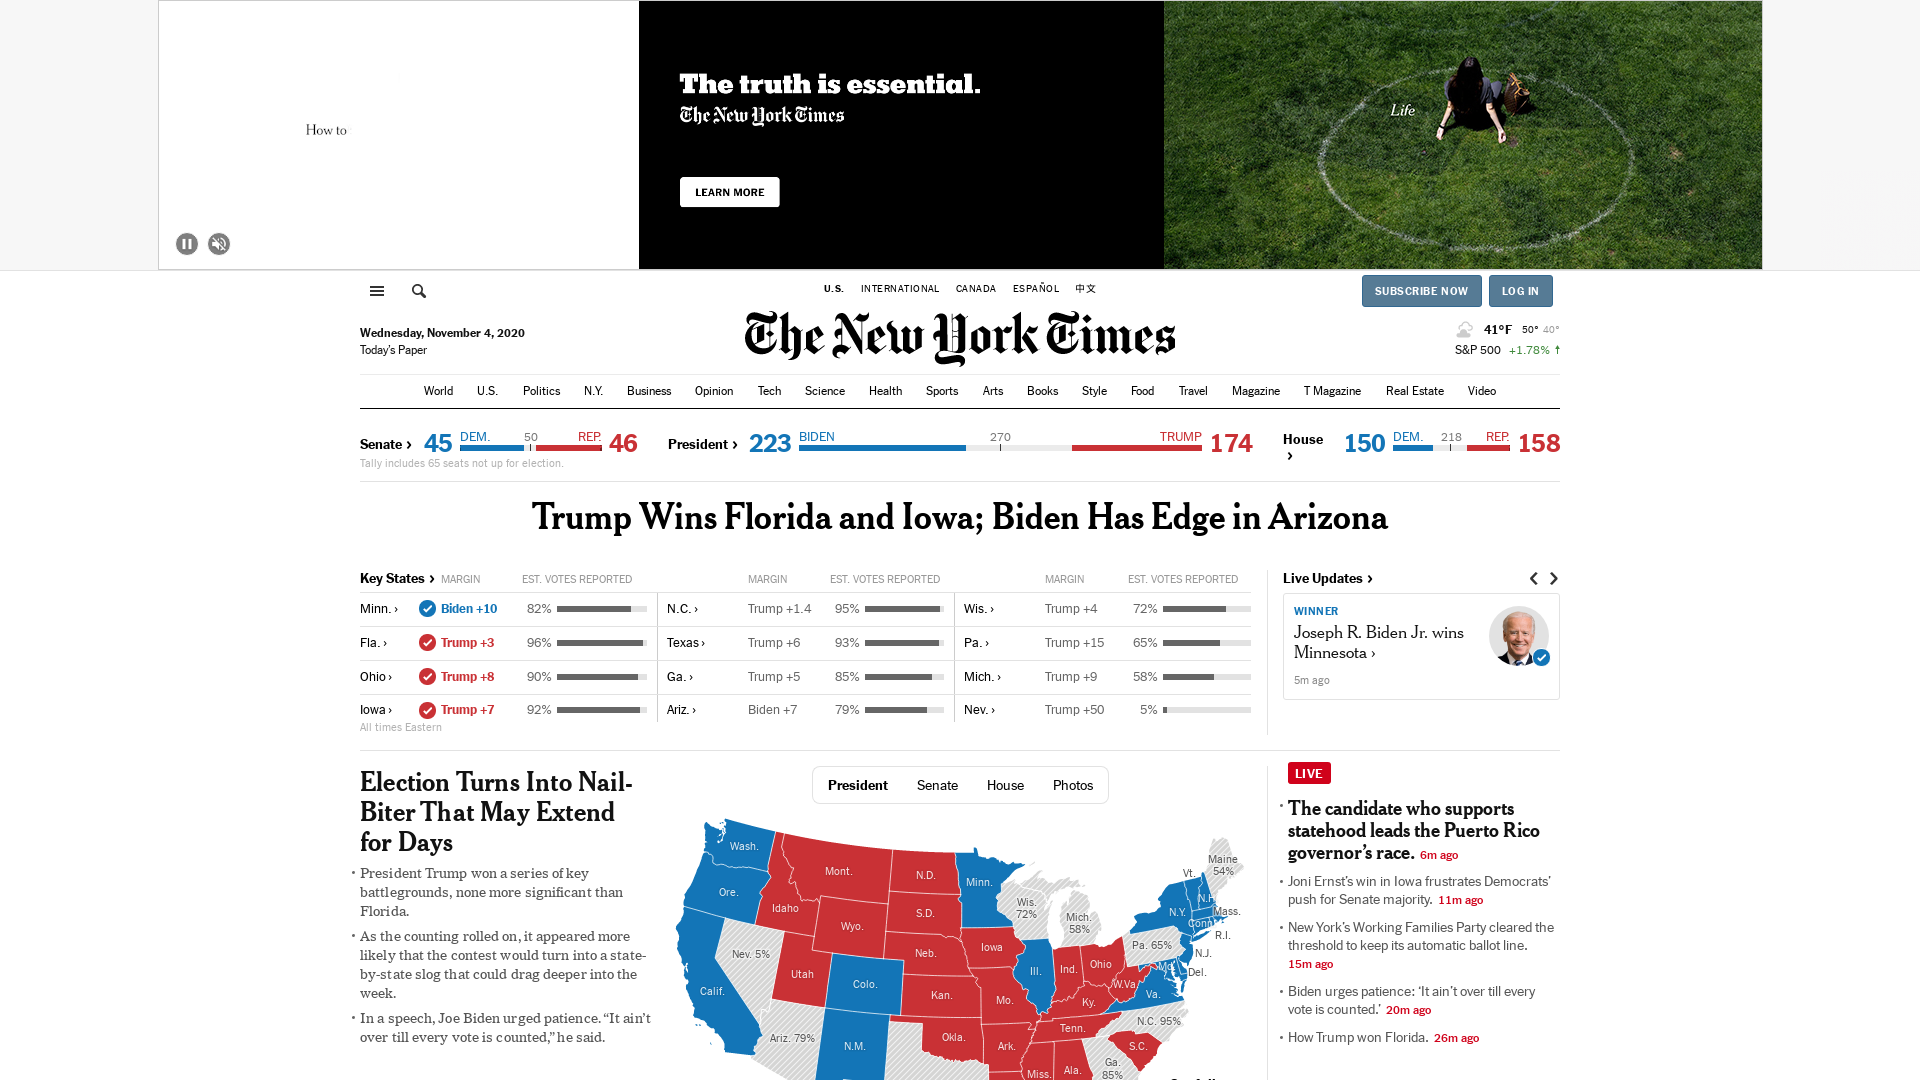 How to
The truth is essential.
The New York Times
LEARN MORE
Life
U.S. INTERNATIONAL CANADA ESPAÑOL 中文
SUBSCRIBE NOW LOG IN
Wednesday, November 4, 2020
Today's Paper
The New York Times
41°F 50° 40°
S&P 500 +1.78% ↑
World U.S. Politics N.Y. Business Opinion Tech Science Health Sports Arts Books Style Food Travel Magazine T Magazine Real Estate Video
Senate › 45 DEM. 50 REP. 46
Tally includes 65 seats not up for election.
President › 223 BIDEN 270 TRUMP 174
House › 150 DEM. 218 REP. 158
Trump Wins Florida and Iowa; Biden Has Edge in Arizona
Key States › MARGIN EST. VOTES REPORTED MARGIN EST. VOTES REPORTED MARGIN EST. VOTES REPORTED
Minn. › Biden +10 82% N.C. › Trump +1.4 95% Wis. › Trump +4 72%
Fla. › Trump +3 96% Texas › Trump +6 93% Pa. › Trump +15 65%
Ohio › Trump +8 90% Ga. › Trump +5 85% Mich. › Trump +9 58%
Iowa › Trump +7 92% Ariz. › Biden +7 79% Nev. › Trump +50 5%
All times Eastern
Live Updates ›
WINNER
Joseph R. Biden Jr. wins
Minnesota ›
5m ago
Election Turns Into Nail-
Biter That May Extend
for Days
• President Trump won a series of key
battlegrounds, none more significant than
Florida.
• As the counting rolled on, it appeared more
likely that the contest would turn into a state-
by-state slog that could drag deeper into the
week.
• In a speech, Joe Biden urged patience. “It ain’t
over till every vote is counted,” he said.
President Senate House Photos
Wash.
Ore.
Calif.
Idaho
Nev. 5%
Mont.
Wyo.
Utah
Ariz. 79%
Colo.
N.M.
N.D.
S.D.
Neb.
Kan.
Okla.
Minn.
Iowa
Mo.
Ark.
Wis.
72%
Ill.
Mich.
58%
Ind.
Ohio
Ky.
Tenn.
Miss.
Ala.
Ga.
85%
S.C.
N.C. 95%
W.Va.
Va.
Md.
Pa. 65%
Del.
N.J.
N.Y.
Conn.
R.I.
Mass.
N.H.
Vt.
Maine
54%
LIVE
• The candidate who supports
statehood leads the Puerto Rico
governor’s race. 6m ago
• Joni Ernst’s win in Iowa frustrates Democrats’
push for Senate majority. 11m ago
• New York’s Working Families Party cleared the
threshold to keep its automatic ballot line.
15m ago
• Biden urges patience: ‘It ain’t over till every
vote is counted.’ 20m ago
• How Trump won Florida. 26m ago